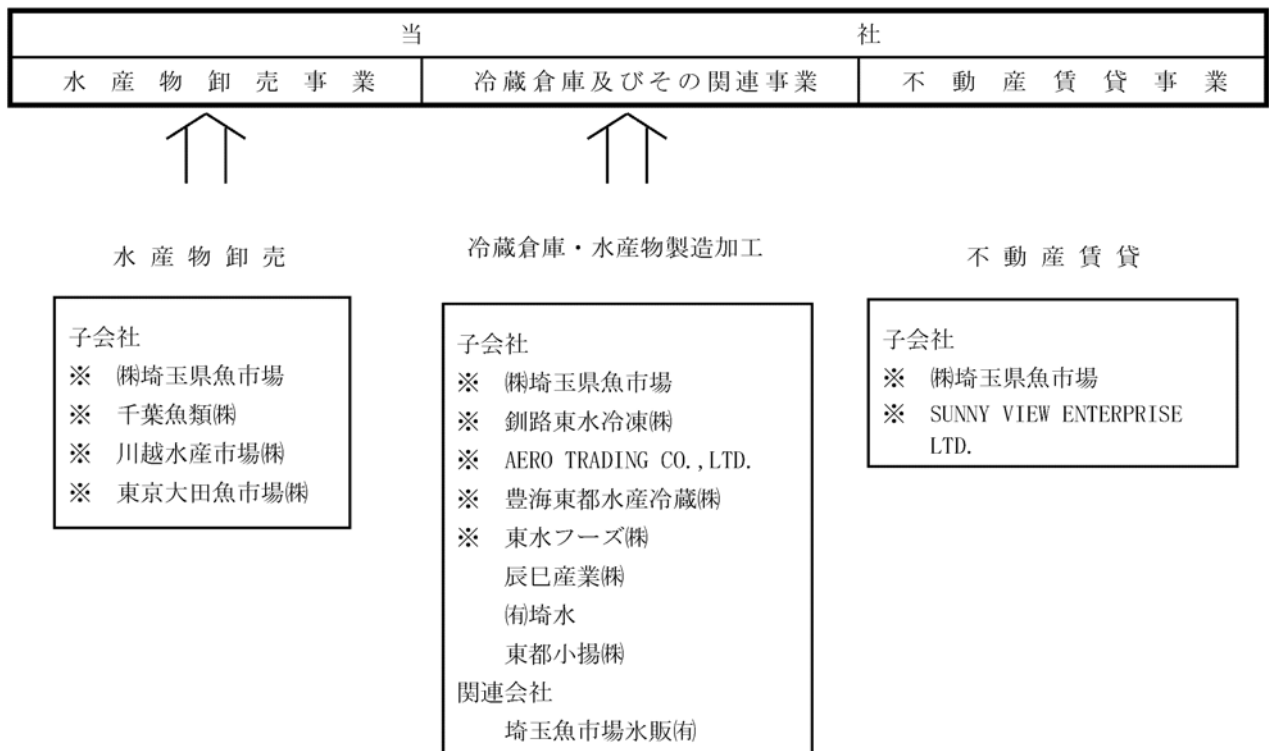 当社
水産物卸売事業 冷蔵倉庫及びその関連事業 不動産賃貸事業
水産物卸売
子会社
※ ㈱埼玉県魚市場
※ 千葉魚類㈱
※ 川越水産市場㈱
※ 東京大田魚市場㈱
冷蔵倉庫・水産物製造加工
子会社
※ ㈱埼玉県魚市場
※ 釧路東水冷凍㈱
※ AERO TRADING CO.,LTD.
※ 豊海東都水産冷蔵㈱
※ 東水フーズ㈱
辰巳産業㈱
㈲埼水
東都小揚㈱
関連会社
埼玉魚市場氷販㈲
不動産賃貸
子会社
※ ㈱埼玉県魚市場
※ SUNNY VIEW ENTERPRISE
LTD.